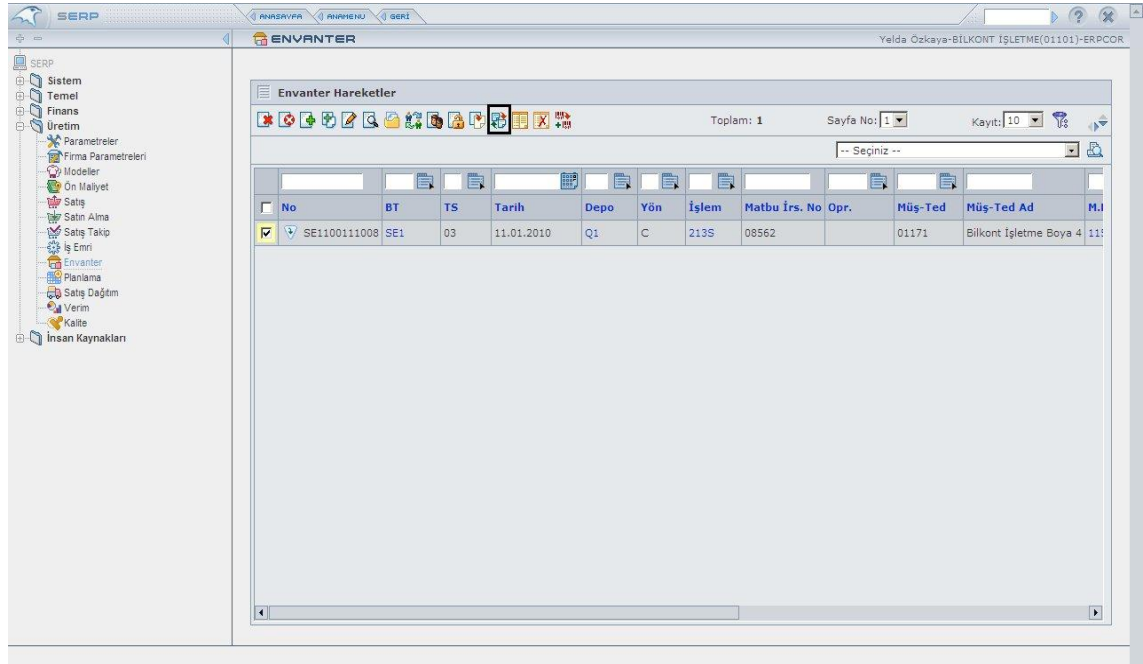 SERP
ANASAYFA ANAMENU GERİ
ENVANTER
Yelda Özkaya-BİLKONT İŞLETME(01101)-ERPCOR
SERP
Sistem
Temel
Finans
Üretim
Parametreler
Firma Parametreleri
Modeller
Ön Maliyet
Satış
Satın Alma
Satış Takip
İş Emri
Envanter
Planlama
Satış Dağıtım
Verim
Kalite
İnsan Kaynakları
Envanter Hareketler
Toplam: 1 Sayfa No: 1 Kayıt: 10
-- Seçiniz --
No BT TS Tarih Depo Yön İşlem Matbu İrs. No Opr. Müş-Ted Müş-Ted Ad
SE1100111008 SE1 03 11.01.2010 Q1 C 213S 08562 01171 Bilkont İşletme Boya 4